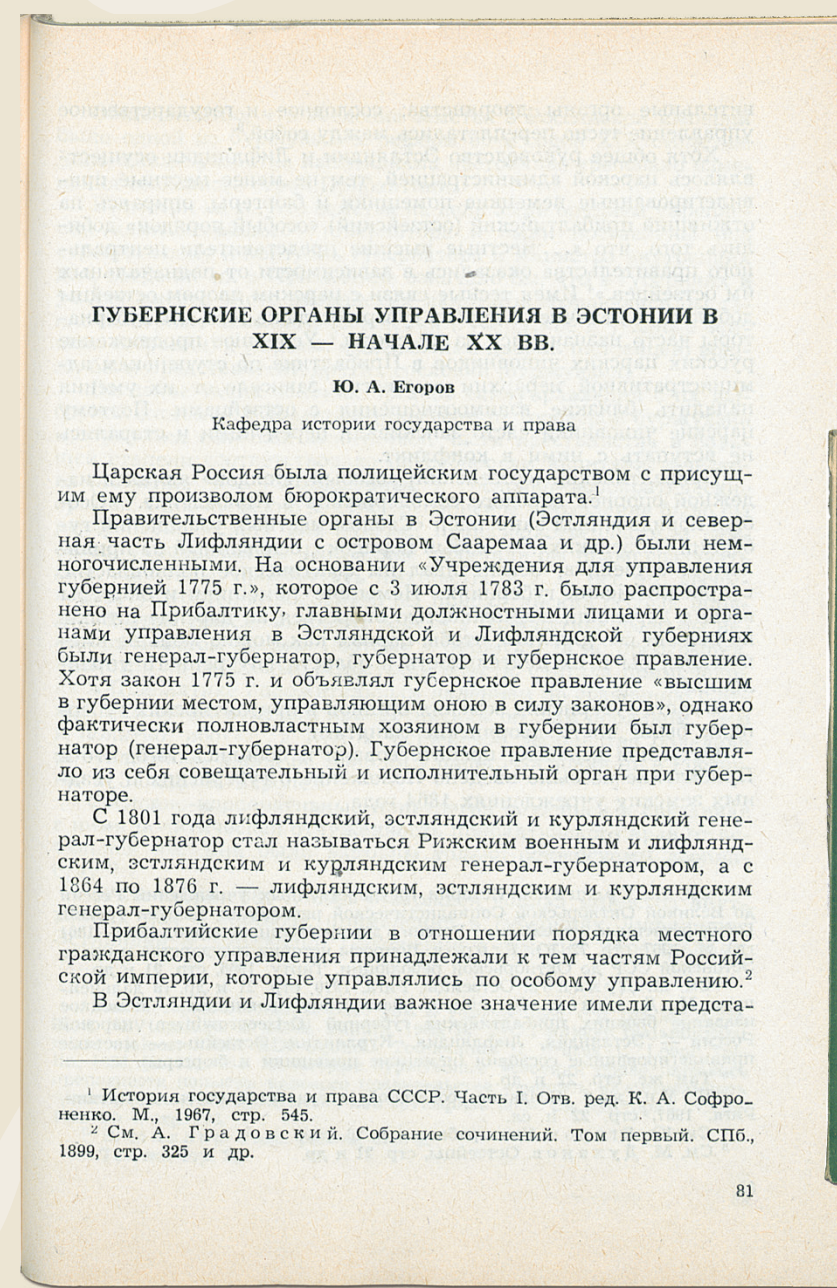 ГУБЕРНСКИЕ ОРГАНЫ УПРАВЛЕНИЯ В ЭСТОНИИ В
XIX — НАЧАЛЕ XX ВВ.
Ю. А. Егоров
Кафедра истории государства и права
Царская Россия была полицейским государством с присущ-
им ему произволом бюрократического аппарата.¹
Правительственные органы в Эстонии (Эстляндия и север-
ная часть Лифляндии с островом Сааремаа и др.) были нем-
ногочисленными. На основании «Учреждения для управления
губернией 1775 г.», которое с 3 июля 1783 г. было распростра-
нено на Прибалтику, главными должностными лицами и орга-
нами управления в Эстляндской и Лифляндской губерниях
были генерал-губернатор, губернатор и губернское правление.
Хотя закон 1775 г. и объявлял губернское правление «высшим
в губернии местом, управляющим оною в силу законов», однако
фактически полновластным хозяином в губернии был губер-
натор (генерал-губернатор). Губернское правление представля-
ло из себя совещательный и исполнительный орган при губер-
наторе.
С 1801 года лифляндский, эстляндский и курляндский гене-
рал-губернатор стал называться Рижским военным и лифлянд-
ским, эстляндским и курляндским генерал-губернатором, а с
1864 по 1876 г. — лифляндским, эстляндским и курляндским
генерал-губернатором.
Прибалтийские губернии в отношении порядка местного
гражданского управления принадлежали к тем частям Россий-
ской империи, которые управлялись по особому управлению.²
В Эстляндии и Лифляндии важное значение имели предста-
¹ История государства и права СССР. Часть I. Отв. ред. К. А. Софро-
ненко. М., 1967, стр. 545.
² См. А. Градовский. Собрание сочинений. Том первый. СПб.,
1899, стр. 325 и др.
81